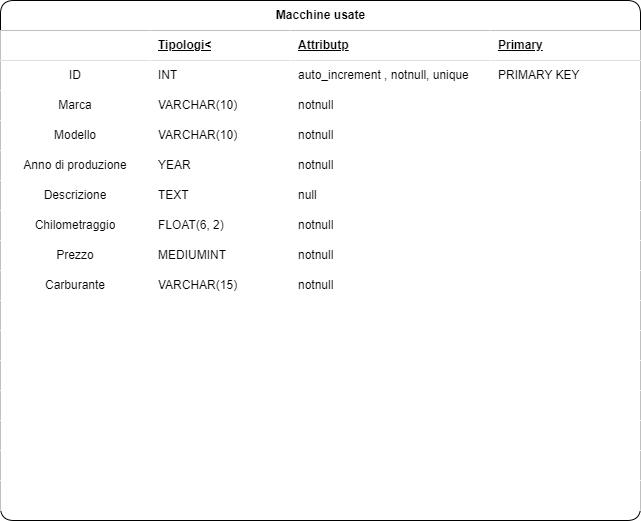 Macchine usate
Tipologi< Attributp Primary
ID INT auto_increment , notnull, unique PRIMARY KEY
Marca VARCHAR(10) notnull
Modello VARCHAR(10) notnull
Anno di produzione YEAR notnull
Descrizione TEXT null
Chilometraggio FLOAT(6, 2) notnull
Prezzo MEDIUMINT notnull
Carburante VARCHAR(15) notnull